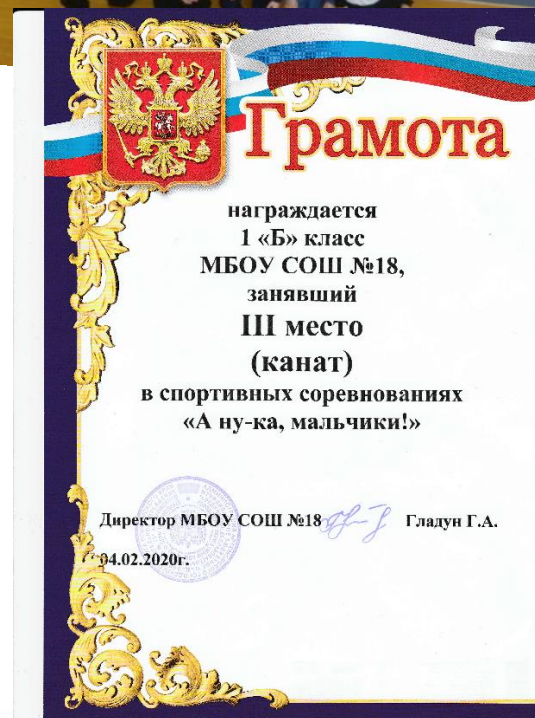 Грамота
награждается
1 «Б» класс
МБОУ СОШ №18,
занявший
III место
(канат)
в спортивных соревнованиях
«А ну-ка, мальчики!»
Директор МБОУ СОШ №18 Гладун Г.А.
04.02.2020г.